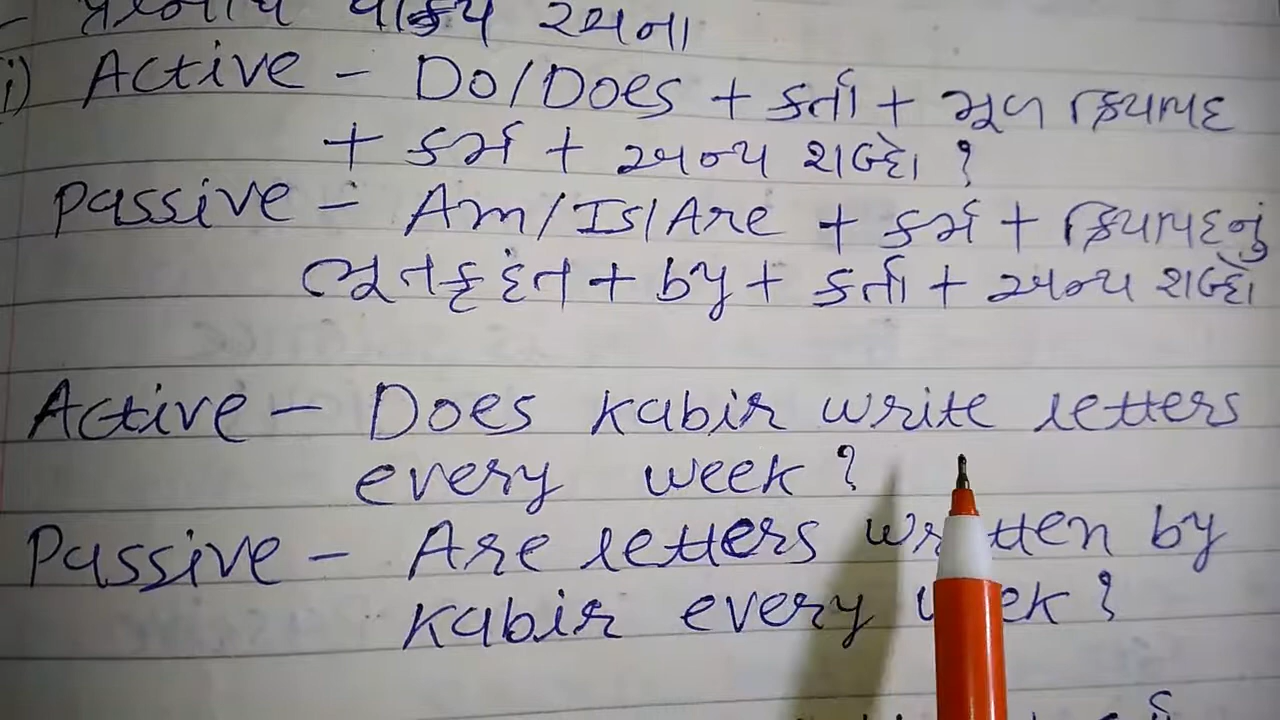 - પ્રશ્નાર્થ વાક્ય રચના
i) Active - Do/Does + કર્તા + મૂળ ક્રિયાપદ
+ કર્મ + અન્ય શબ્દો ?
Passive - Am/Is/Are + કર્મ + ક્રિયાપદનું
ભૂતકૃદંત + by + કર્તા + અન્ય શબ્દો
Active - Does Kabir write letters
every week ?
Passive - Are letters written by
Kabir every week ?